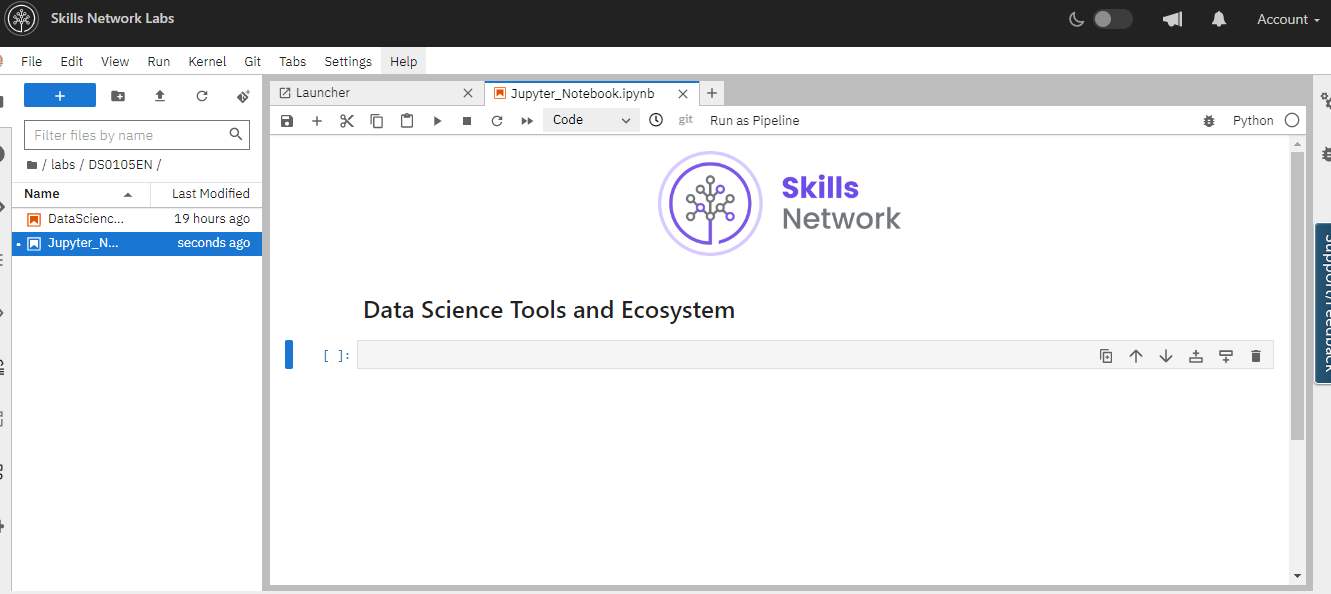 Skills Network Labs
Account
File Edit View Run Kernel Git Tabs Settings Help
Launcher
Jupyter_Notebook.ipynb
Filter files by name
Code
git
Run as Pipeline
Python
/ labs / DS0105EN /
Name Last Modified
DataScienc... 19 hours ago
Jupyter_N... seconds ago
Skills
Network
Data Science Tools and Ecosystem
[ ]:
Support/Feedback